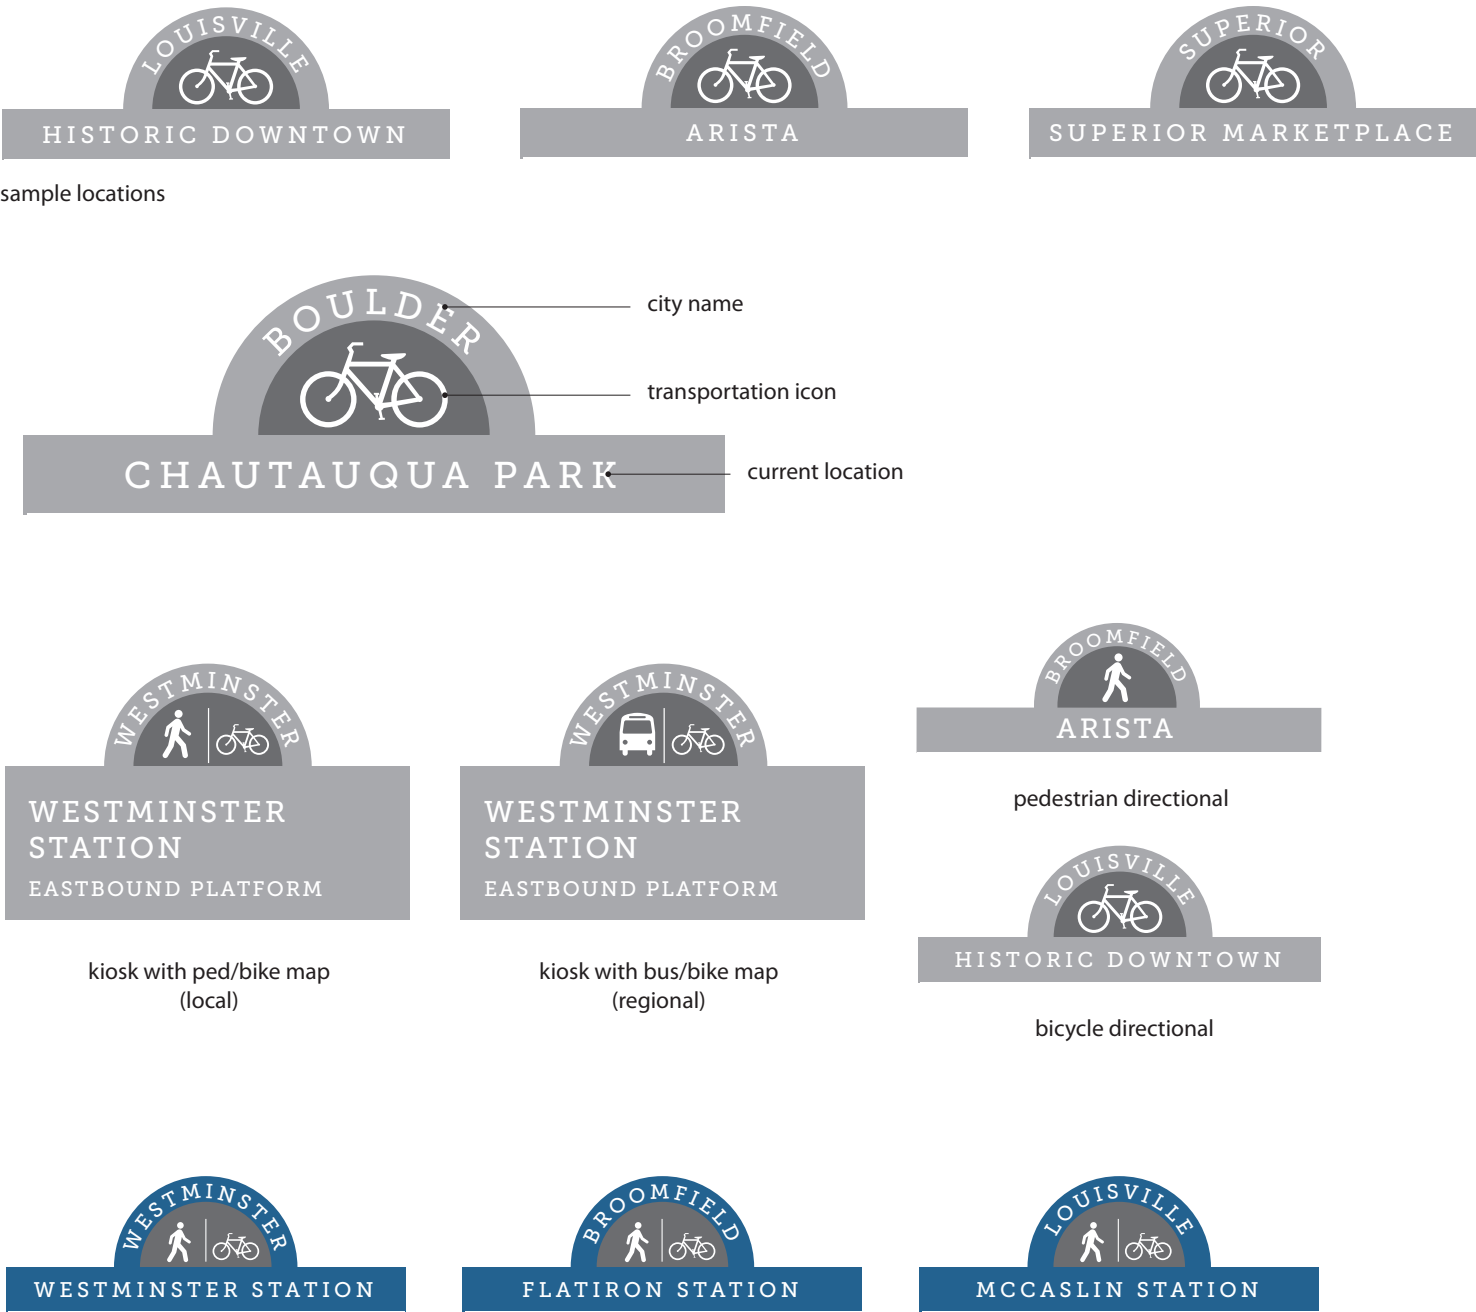 LOUISVILLE
HISTORIC DOWNTOWN
BROOMFIELD
ARISTA
SUPERIOR
SUPERIOR MARKETPLACE
sample locations
BOULDER
city name
transportation icon
CHAUTAUQUA PARK
current location
WESTMINSTER
WESTMINSTER
STATION
EASTBOUND PLATFORM
kiosk with ped/bike map
(local)
WESTMINSTER
WESTMINSTER
STATION
EASTBOUND PLATFORM
kiosk with bus/bike map
(regional)
BROOMFIELD
ARISTA
pedestrian directional
LOUISVILLE
HISTORIC DOWNTOWN
bicycle directional
WESTMINSTER
WESTMINSTER STATION
BROOMFIELD
FLATIRON STATION
LOUISVILLE
MCCASLIN STATION